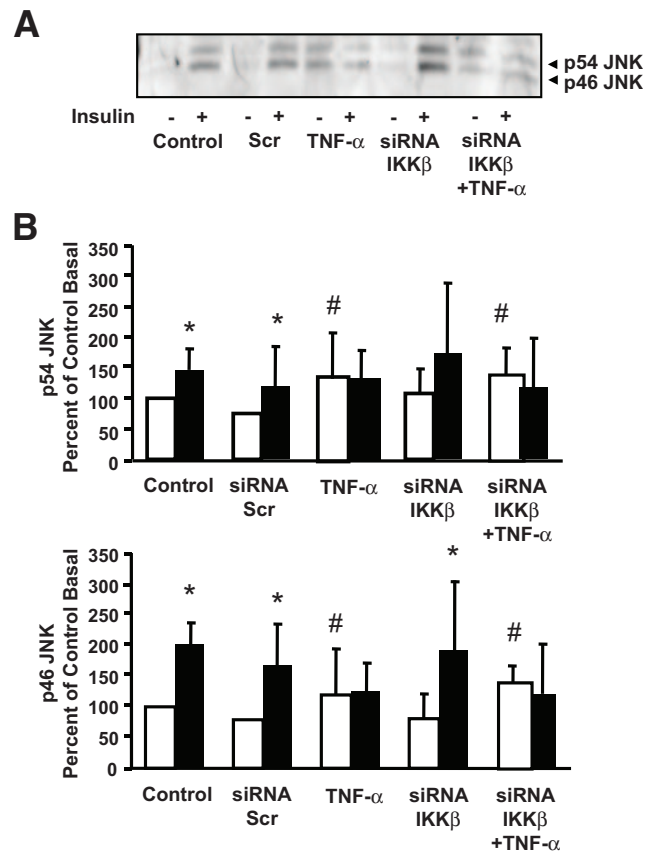 A
p54 JNK
p46 JNK
Insulin - + - + - + - + - +
Control Scr TNF-α siRNA siRNA
IKKβ IKKβ
+TNF-α
B
p54 JNK
Percent of Control Basal
350
300
250
200
150
100
50
0
* * # #
Control siRNA TNF-α siRNA siRNA
Scr IKKβ IKKβ
+TNF-α
p46 JNK
Percent of Control Basal
350
300
250
200
150
100
50
0
* * # * #
Control siRNA TNF-α siRNA siRNA
Scr IKKβ IKKβ
+TNF-α